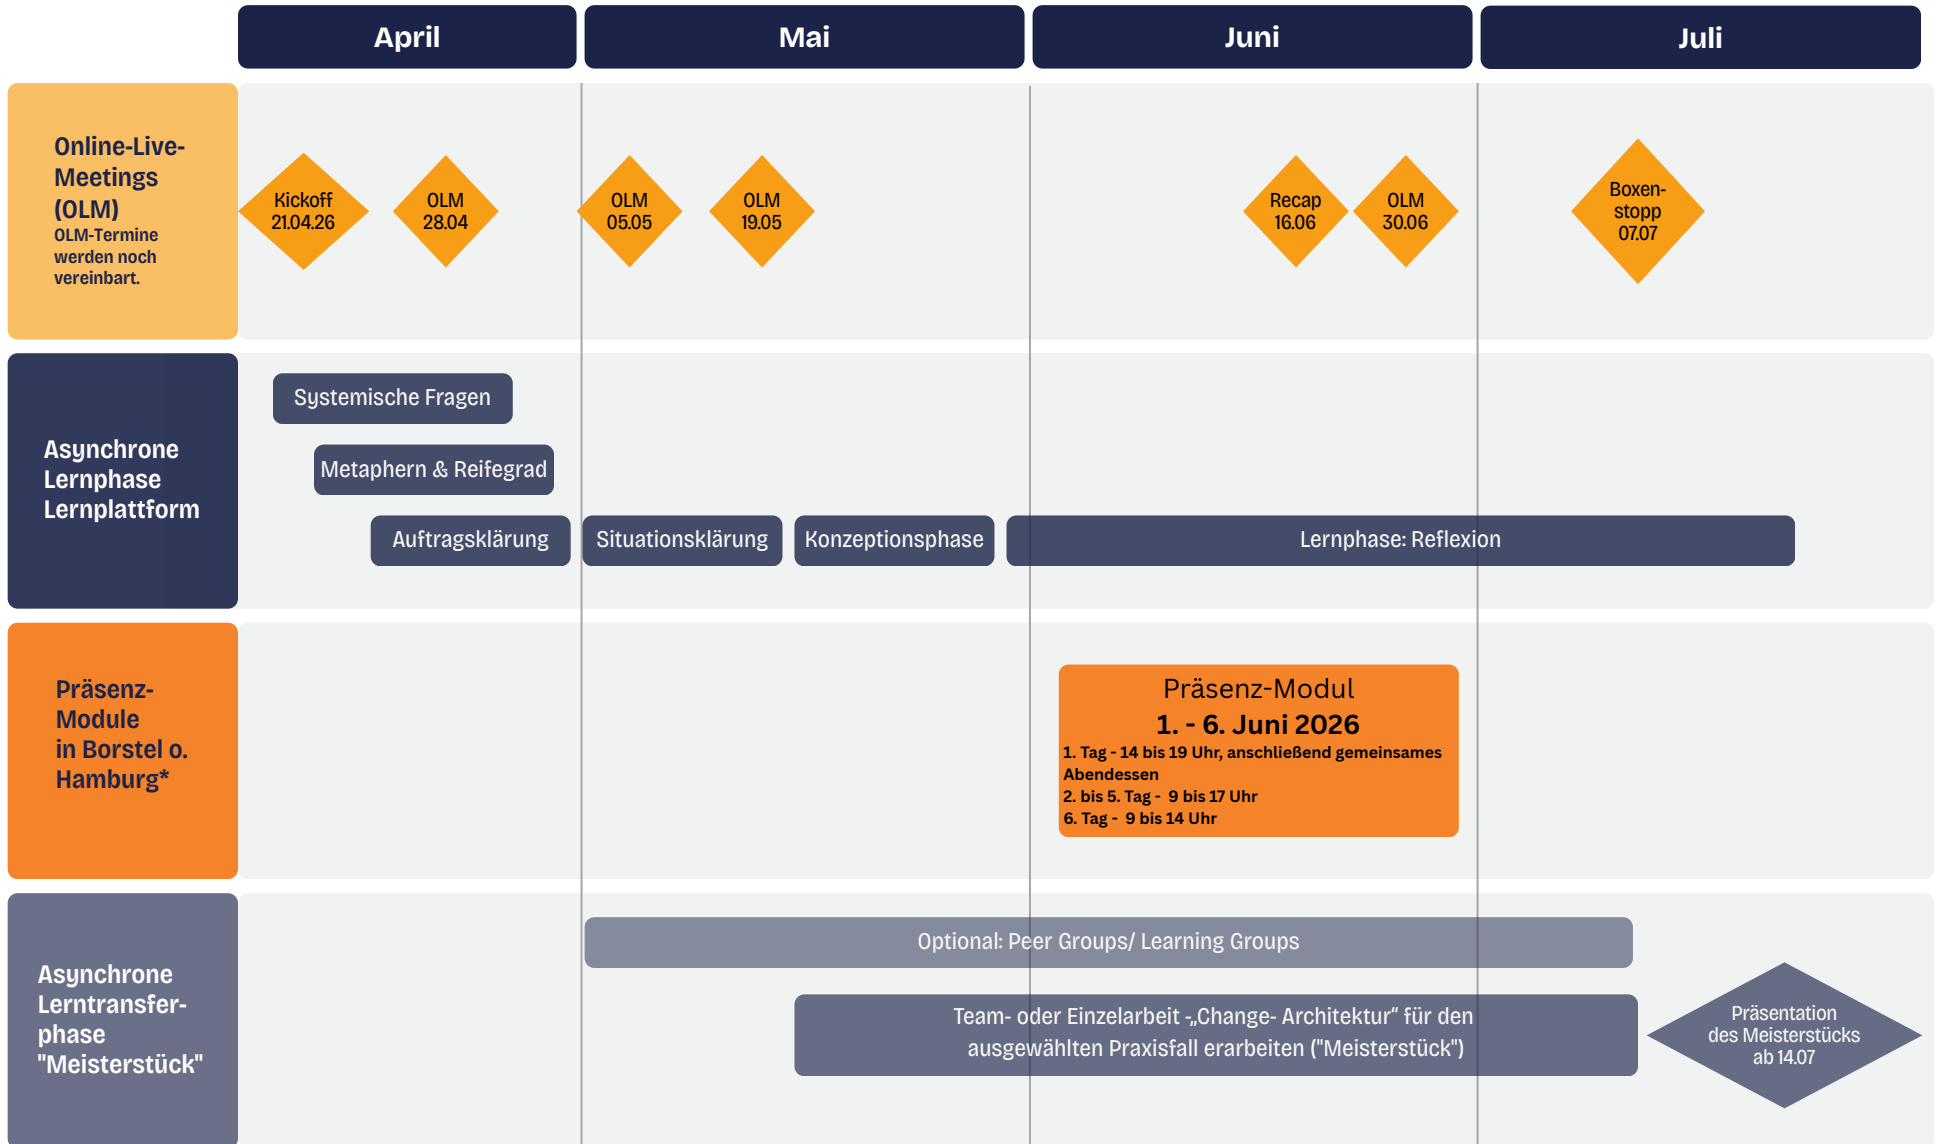 April
Mai
Juni
Juli
Online-Live-
Meetings
(OLM)
OLM-Termine
werden noch
vereinbart.
Kickoff
21.04.26
OLM
28.04
OLM
05.05
OLM
19.05
Recap
16.06
OLM
30.06
Boxen-
stopp
07.07
Asynchrone
Lernphase
Lernplattform
Systemische Fragen
Metaphern & Reifegrad
Auftragsklärung
Situationsklärung
Konzeptionsphase
Lernphase: Reflexion
Präsenz-
Module
in Borstel o.
Hamburg*
Präsenz-Modul
1. - 6. Juni 2026
1. Tag - 14 bis 19 Uhr, anschließend gemeinsames
Abendessen
2. bis 5. Tag -  9 bis 17 Uhr
6. Tag -  9 bis 14 Uhr
Asynchrone
Lerntransfer-
phase
"Meisterstück"
Optional: Peer Groups/ Learning Groups
Team- oder Einzelarbeit -„Change- Architektur“ für den
ausgewählten Praxisfall erarbeiten ("Meisterstück")
Präsentation
des Meisterstücks
ab 14.07